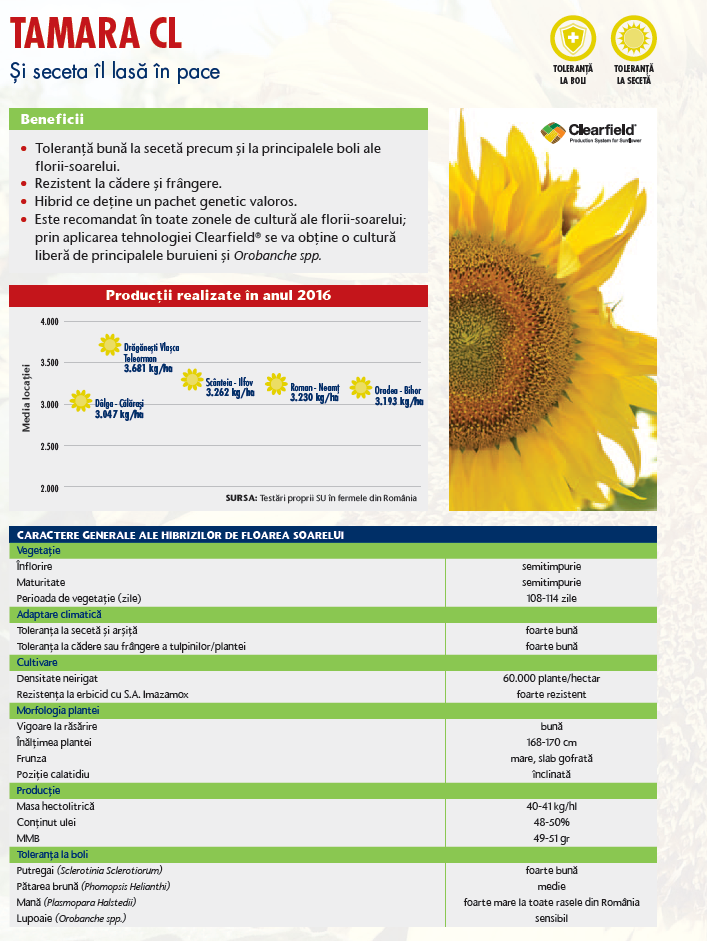 TAMARA CL
Și seceta îl lasă în pace
TOLERANȚĂ
LA BOLI
TOLERANȚĂ
LA SECETĂ
Beneficii
• Toleranță bună la secetă precum și la principalele boli ale
florii-soarelui.
• Rezistent la cădere și frângere.
• Hibrid ce deține un pachet genetic valoros.
• Este recomandat în toate zonele de cultură ale florii-soarelui;
prin aplicarea tehnologiei Clearfield® se va obține o cultură
liberă de principalele buruieni și Orobanche spp.
Clearfield®
Production System for Sunflower
Producții realizate în anul 2016
Media locației
4.000
3.500
3.000
2.500
2.000
Drăgănești Vlașca
Teleorman
3.681 kg/ha
Dâlga - Călărași
3.047 kg/ha
Scânteia - Ilfov
3.262 kg/ha
Roman - Neamț
3.230 kg/ha
Oradea - Bihor
3.193 kg/ha
SURSA: Testări proprii SU în fermele din România
CARACTERE GENERALE ALE HIBRIZILOR DE FLOAREA SOARELUI
Vegetație
Înflorire semitimpurie
Maturitate semitimpurie
Perioada de vegetație (zile) 108-114 zile
Adaptare climatică
Toleranța la secetă și arșiță foarte bună
Toleranța la cădere sau frângere a tulpinilor/plantei foarte bună
Cultivare
Densitate neirigat 60.000 plante/hectar
Rezistența la erbicid cu S.A. Imazamox foarte rezistent
Morfologia plantei
Vigoare la răsărire bună
Înălțimea plantei 168-170 cm
Frunza mare, slab gofrată
Poziție calatidiu înclinată
Producție
Masa hectolitrică 40-41 kg/hl
Conținut ulei 48-50%
MMB 49-51 gr
Toleranța la boli
Putregai (Sclerotinia Sclerotiorum) foarte bună
Pătarea brună (Phomopsis Helianthi) medie
Mană (Plasmopara Halstedii) foarte mare la toate rasele din România
Lupoaie (Orobanche spp.) sensibil